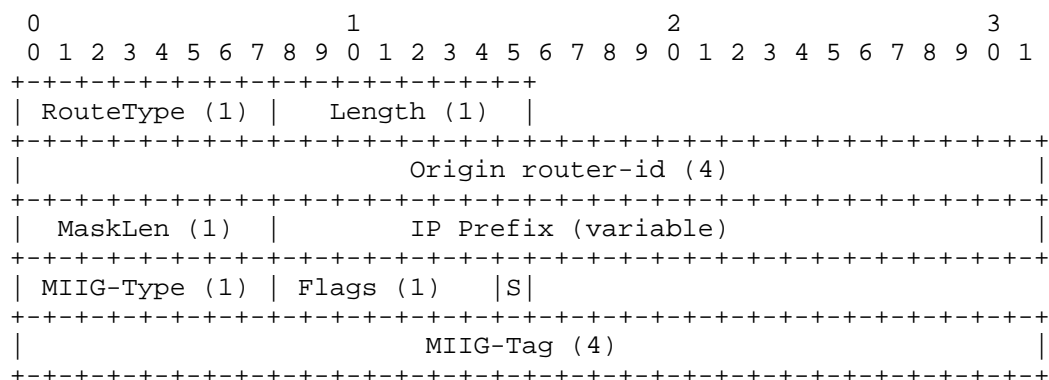 0                   1                   2                   3
 0 1 2 3 4 5 6 7 8 9 0 1 2 3 4 5 6 7 8 9 0 1 2 3 4 5 6 7 8 9 0 1
+-+-+-+-+-+-+-+-+-+-+-+-+-+-+-+-+
| RouteType (1) |   Length (1)  |
+-+-+-+-+-+-+-+-+-+-+-+-+-+-+-+-+-+-+-+-+-+-+-+-+-+-+-+-+-+-+-+-+
|                        Origin router-id (4)                   |
+-+-+-+-+-+-+-+-+-+-+-+-+-+-+-+-+-+-+-+-+-+-+-+-+-+-+-+-+-+-+-+-+
|  MaskLen (1)  |        IP Prefix (variable)                   |
+-+-+-+-+-+-+-+-+-+-+-+-+-+-+-+-+-+-+-+-+-+-+-+-+-+-+-+-+-+-+-+-+
| MIIG-Type (1) | Flags (1)   |S|
+-+-+-+-+-+-+-+-+-+-+-+-+-+-+-+-+-+-+-+-+-+-+-+-+-+-+-+-+-+-+-+-+
|                         MIIG-Tag (4)                          |
+-+-+-+-+-+-+-+-+-+-+-+-+-+-+-+-+-+-+-+-+-+-+-+-+-+-+-+-+-+-+-+-+